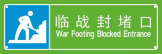 临战封堵口
War Footing Blocked Entrance